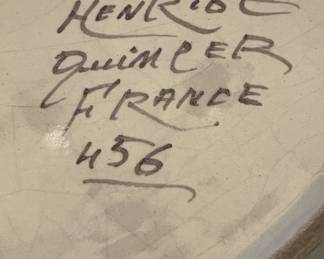 HENRIOT
QUIMPER
FRANCE
456